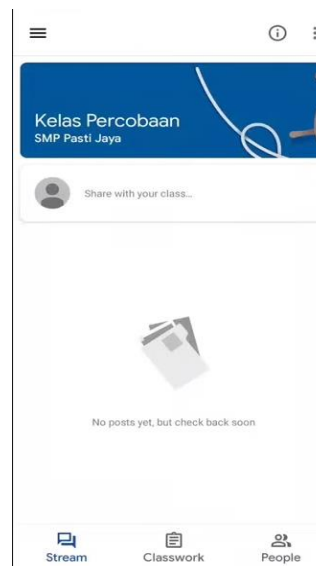 Kelas Percobaan
SMP Pasti Jaya
Share with your class...
No posts yet, but check back soon
Stream
Classwork
People